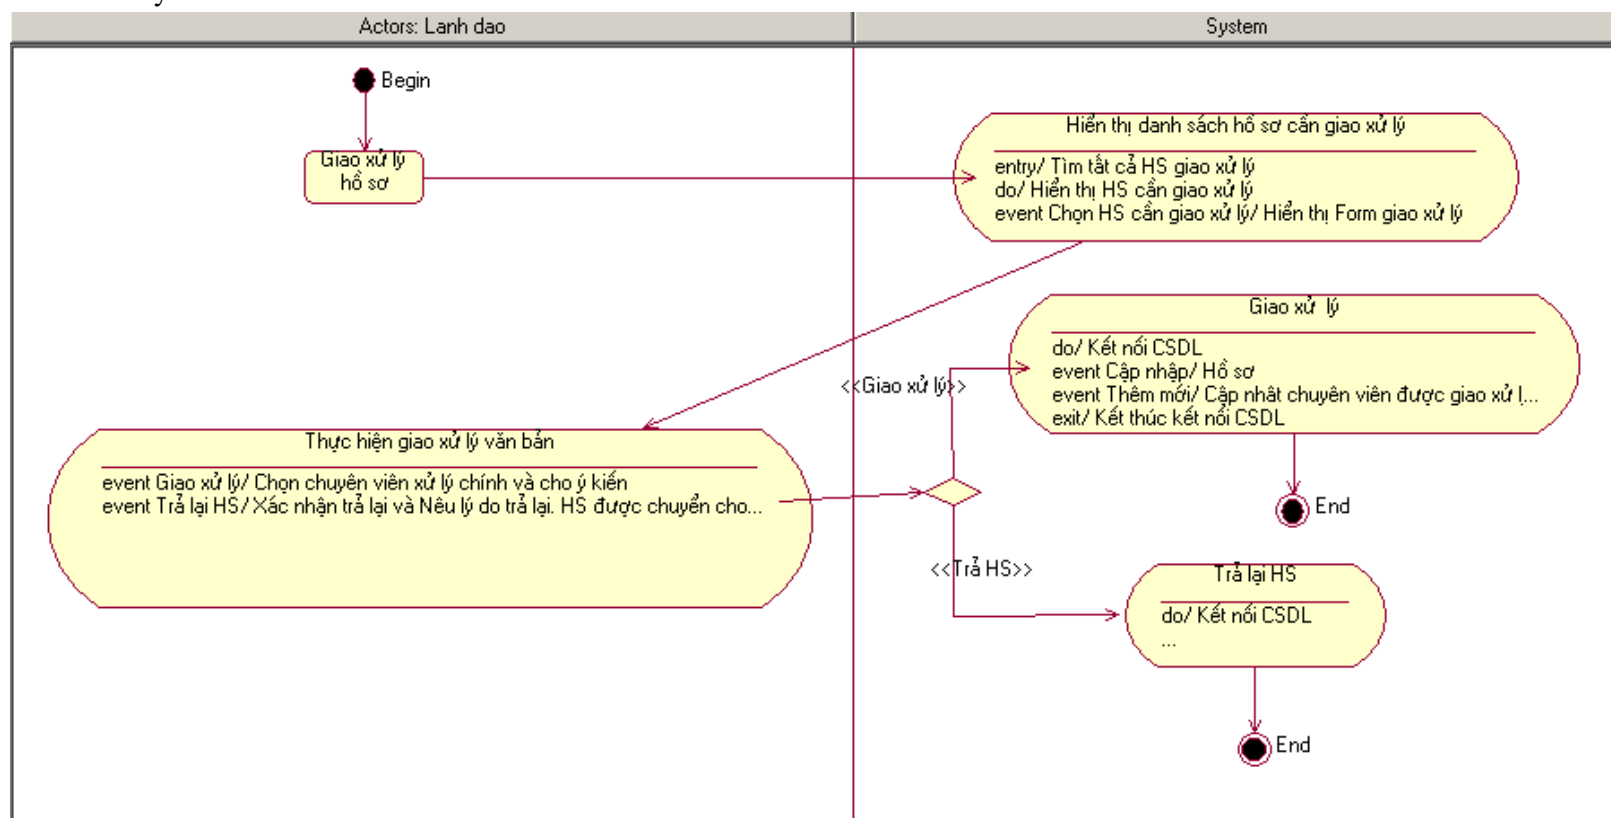 Actors: Lanh dao
System
Begin
Giao xử lý
hồ sơ
Hiển thị danh sách hồ sơ cần giao xử lý
entry/ Tìm tất cả HS giao xử lý
do/ Hiển thị HS cần giao xử lý
event Chọn HS cần giao xử lý/ Hiển thị Form giao xử lý
Giao xử lý
do/ Kết nối CSDL
event Cập nhập/ Hồ sơ
event Thêm mới/ Cập nhât chuyên viên được giao xử l...
exit/ Kết thúc kết nối CSDL
<<Giao xử lý>>
Thực hiện giao xử lý văn bản
event Giao xử lý/ Chọn chuyên viên xử lý chính và cho ý kiến
event Trả lại HS/ Xác nhận trả lại và Nêu lý do trả lại. HS được chuyển cho...
End
<<Trả HS>>
Trả lại HS
do/ Kết nối CSDL
...
End